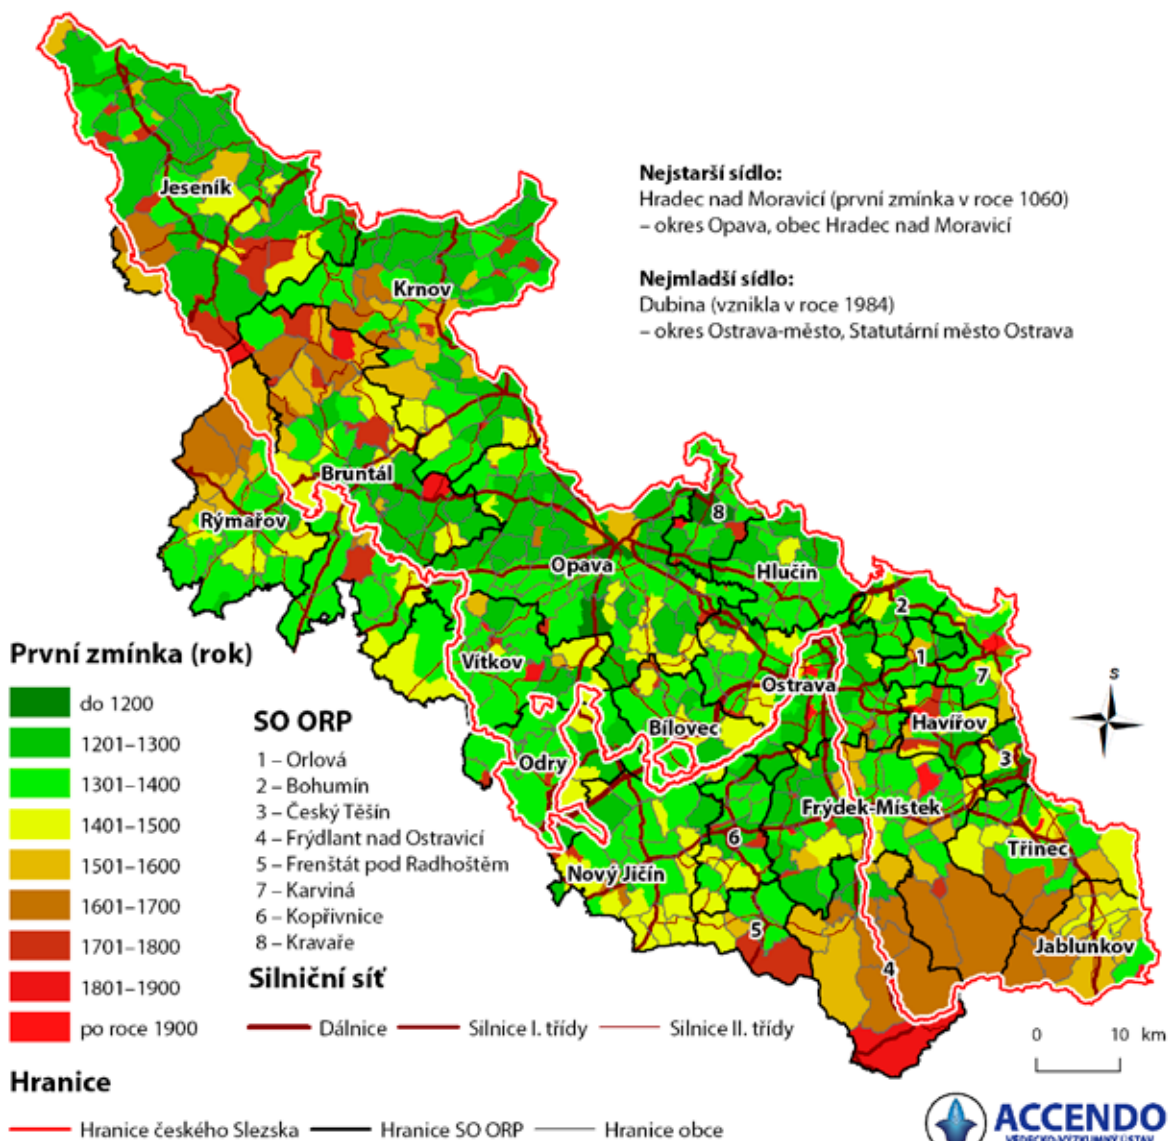 Nejstarší sídlo:
Hradec nad Moravicí (první zmínka v roce 1060)
– okres Opava, obec Hradec nad Moravicí
Nejmladší sídlo:
Dubina (vznikla v roce 1984)
– okres Ostrava-město, Statutární město Ostrava
Jeseník
Krnov
Bruntál
Rýmařov
8
Opava
Hlučín
2
Vítkov
1
7
Ostrava
Bílovec
Havířov
Odry
3
Frýdek-Místek
6
Třinec
Nový Jičín
5
Jablunkov
4
První zmínka (rok)
do 1200
1201–1300
1301–1400
1401–1500
1501–1600
1601–1700
1701–1800
1801–1900
po roce 1900
SO ORP
1 – Orlová
2 – Bohumín
3 – Český Těšín
4 – Frýdlant nad Ostravicí
5 – Frenštát pod Radhoštěm
7 – Karviná
6 – Kopřivnice
8 – Kravaře
Silniční síť
Dálnice
Silnice I. třídy
Silnice II. třídy
S
0 10 km
Hranice
Hranice českého Slezska
Hranice SO ORP
Hranice obce
ACCENDO
VĚDECKO-VÝZKUMNÝ ÚSTAV